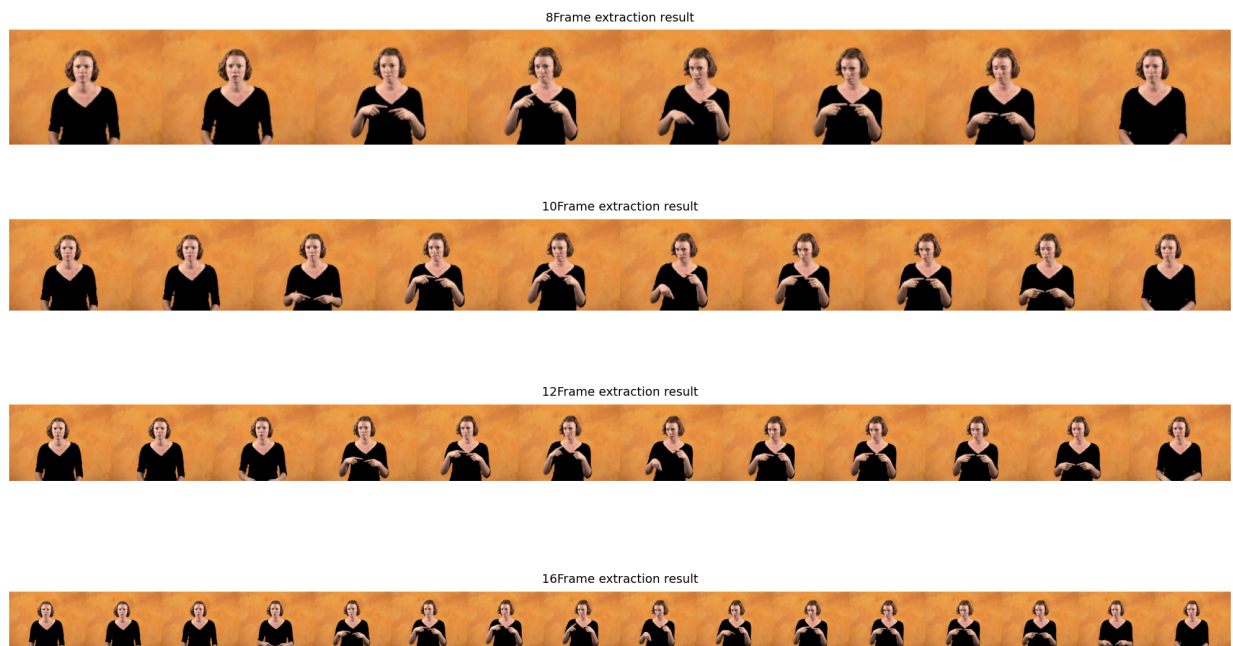 8Frame extraction result
10Frame extraction result
12Frame extraction result
16Frame extraction result